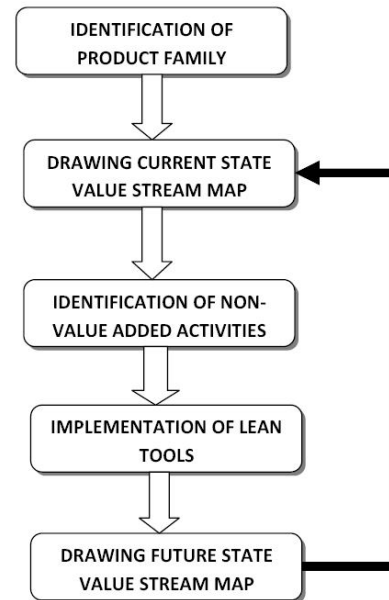 IDENTIFICATION OF
PRODUCT FAMILY
DRAWING CURRENT STATE
VALUE STREAM MAP
IDENTIFICATION OF NON-
VALUE ADDED ACTIVITIES
IMPLEMENTATION OF LEAN
TOOLS
DRAWING FUTURE STATE
VALUE STREAM MAP